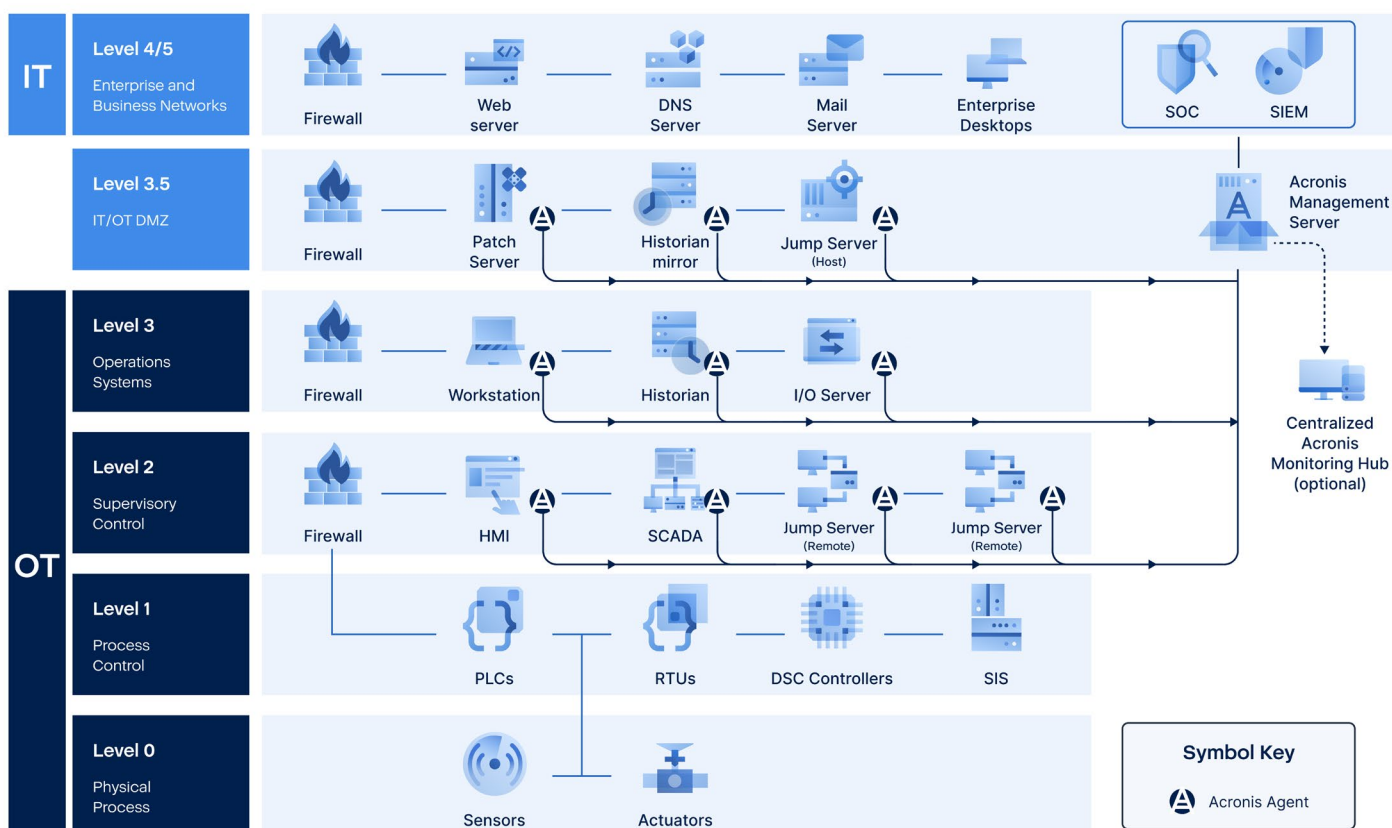 IT
Level 4/5
Enterprise and
Business Networks
Firewall
Web
server
DNS
Server
Mail
Server
Enterprise
Desktops
SOC
SIEM
Level 3.5
IT/OT DMZ
Firewall
Patch
Server
Historian
mirror
Jump Server
(Host)
Acronis
Management
Server
OT
Level 3
Operations
Systems
Firewall
Workstation
Historian
I/O Server
Centralized
Acronis
Monitoring Hub
(optional)
Level 2
Supervisory
Control
Firewall
HMI
SCADA
Jump Server
(Remote)
Jump Server
(Remote)
Level 1
Process
Control
PLCs
RTUs
DSC Controllers
SIS
Level 0
Physical
Process
Sensors
Actuators
Symbol Key
Acronis Agent